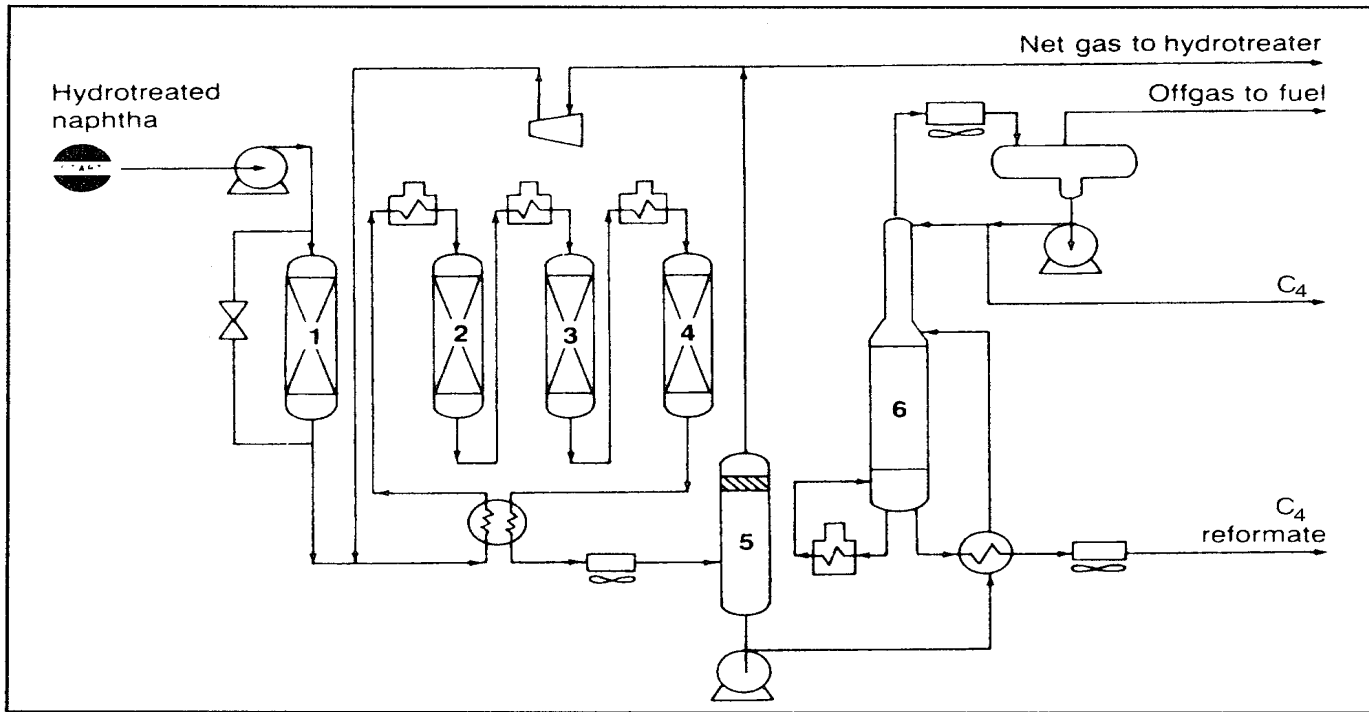 Net gas to hydrotreater
Offgas to fuel
Hydrotreated
naphtha
1
2
3
4
5
6
C₄
C₄
reformate